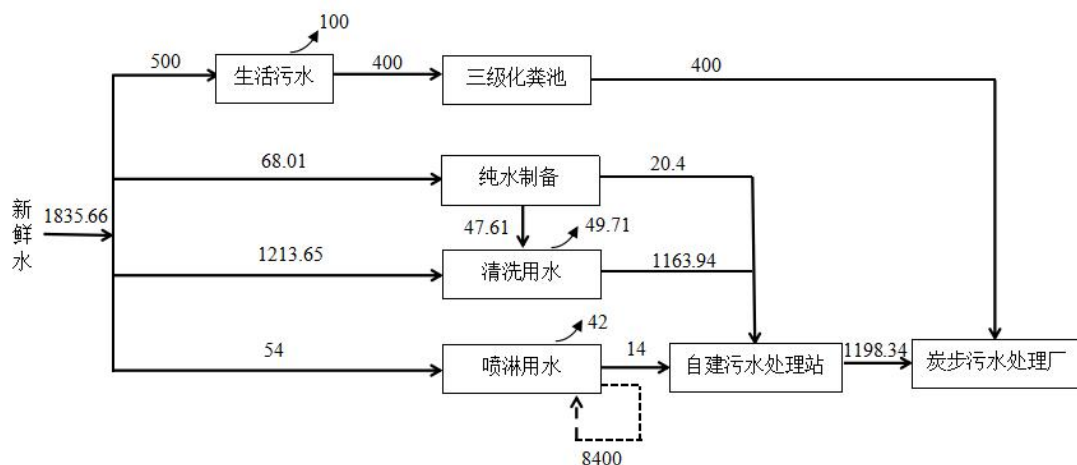 100
500
生活污水
400
三级化粪池
400
68.01
纯水制备
20.4
新鲜水
1835.66
47.61
49.71
1213.65
清洗用水
1163.94
42
54
喷淋用水
14
自建污水处理站
1198.34
炭步污水处理厂
8400